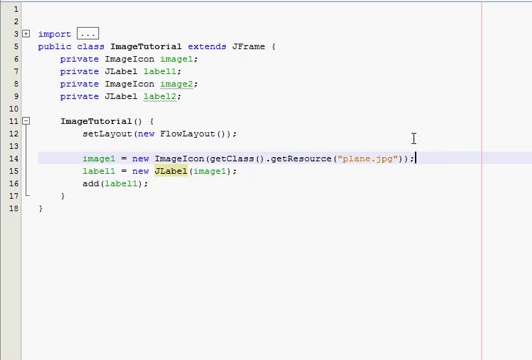 1
2
3 import ...
5 public class ImageTutorial extends JFrame {
6 private ImageIcon image1;
7 private JLabel label1;
8 private ImageIcon image2;
9 private JLabel label2;
10
11 ImageTutorial() {
12 setLayout(new FlowLayout());
13
14 image1 = new ImageIcon(getClass().getResource("plane.jpg"));
15 label1 = new JLabel(image1);
16 add(label1);
17 }
18 }